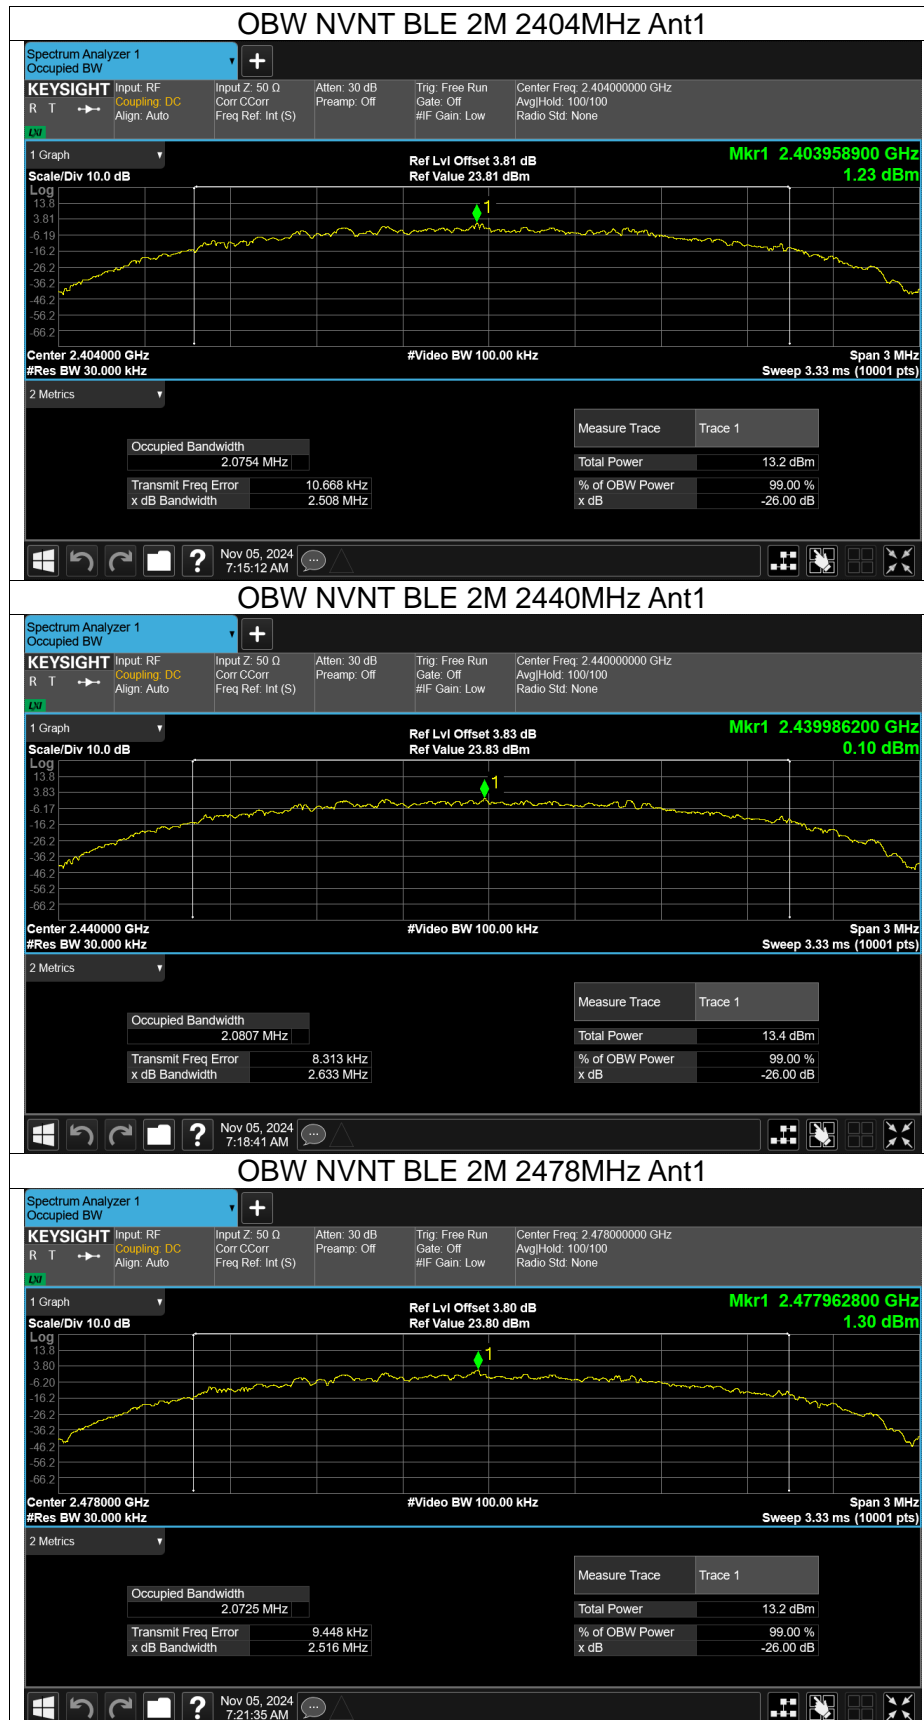 OBW NVNT BLE 2M 2404MHz Ant1
Spectrum Analyzer 1
Occupied BW
+
KEYSIGHT Input: RF Input Z: 50 Ω Atten: 30 dB Trig: Free Run Center Freq: 2.404000000 GHz
R T Coupling: DC Corr CCorr Preamp: Off Gate: Off Avg|Hold: 100/100
Align: Auto Freq Ref: Int (S) #IF Gain: Low Radio Std: None
LXI
1 Graph Ref Lvl Offset 3.81 dB Mkr1 2.403958900 GHz
Scale/Div 10.0 dB Ref Value 23.81 dBm 1.23 dBm
Log
13.8
1
3.81
-6.19
-16.2
-26.2
-36.2
-46.2
-56.2
-66.2
Center 2.404000 GHz #Video BW 100.00 kHz Span 3 MHz
#Res BW 30.000 kHz Sweep 3.33 ms (10001 pts)
2 Metrics
Measure Trace Trace 1
Occupied Bandwidth
2.0754 MHz Total Power 13.2 dBm
Transmit Freq Error 10.668 kHz % of OBW Power 99.00 %
x dB Bandwidth 2.508 MHz x dB -26.00 dB
? Nov 05, 2024
7:15:12 AM
OBW NVNT BLE 2M 2440MHz Ant1
Spectrum Analyzer 1
Occupied BW
+
KEYSIGHT Input: RF Input Z: 50 Ω Atten: 30 dB Trig: Free Run Center Freq: 2.440000000 GHz
R T Coupling: DC Corr CCorr Preamp: Off Gate: Off Avg|Hold: 100/100
Align: Auto Freq Ref: Int (S) #IF Gain: Low Radio Std: None
LXI
1 Graph Ref Lvl Offset 3.83 dB Mkr1 2.439986200 GHz
Scale/Div 10.0 dB Ref Value 23.83 dBm 0.10 dBm
Log
13.8
1
3.83
-6.17
-16.2
-26.2
-36.2
-46.2
-56.2
-66.2
Center 2.440000 GHz #Video BW 100.00 kHz Span 3 MHz
#Res BW 30.000 kHz Sweep 3.33 ms (10001 pts)
2 Metrics
Measure Trace Trace 1
Occupied Bandwidth
2.0807 MHz Total Power 13.4 dBm
Transmit Freq Error 8.313 kHz % of OBW Power 99.00 %
x dB Bandwidth 2.633 MHz x dB -26.00 dB
? Nov 05, 2024
7:18:41 AM
OBW NVNT BLE 2M 2478MHz Ant1
Spectrum Analyzer 1
Occupied BW
+
KEYSIGHT Input: RF Input Z: 50 Ω Atten: 30 dB Trig: Free Run Center Freq: 2.478000000 GHz
R T Coupling: DC Corr CCorr Preamp: Off Gate: Off Avg|Hold: 100/100
Align: Auto Freq Ref: Int (S) #IF Gain: Low Radio Std: None
LXI
1 Graph Ref Lvl Offset 3.80 dB Mkr1 2.477962800 GHz
Scale/Div 10.0 dB Ref Value 23.80 dBm 1.30 dBm
Log
13.8
1
3.80
-6.20
-16.2
-26.2
-36.2
-46.2
-56.2
-66.2
Center 2.478000 GHz #Video BW 100.00 kHz Span 3 MHz
#Res BW 30.000 kHz Sweep 3.33 ms (10001 pts)
2 Metrics
Measure Trace Trace 1
Occupied Bandwidth
2.0725 MHz Total Power 13.2 dBm
Transmit Freq Error 9.448 kHz % of OBW Power 99.00 %
x dB Bandwidth 2.516 MHz x dB -26.00 dB
? Nov 05, 2024
7:21:35 AM